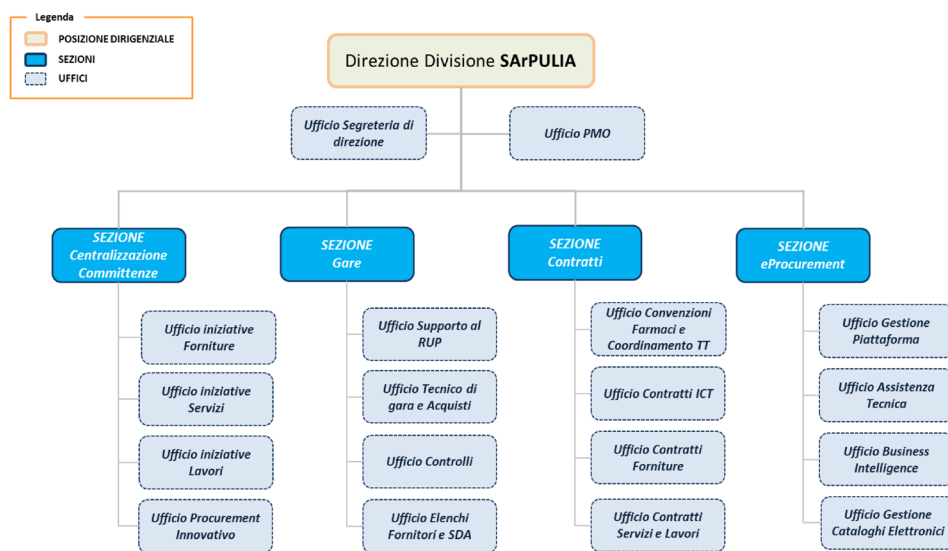 Legenda
POSIZIONE DIRIGENZIALE
SEZIONI
UFFICI
Direzione Divisione SArPULIA
Ufficio Segreteria di
direzione
Ufficio PMO
SEZIONE
Centralizzazione
Committenze
SEZIONE
Gare
SEZIONE
Contratti
SEZIONE
eProcurement
Ufficio iniziative
Forniture
Ufficio iniziative
Servizi
Ufficio iniziative
Lavori
Ufficio Procurement
Innovativo
Ufficio Supporto al
RUP
Ufficio Tecnico di
gara e Acquisti
Ufficio Controlli
Ufficio Elenchi
Fornitori e SDA
Ufficio Convenzioni
Farmaci e
Coordinamento TT
Ufficio Contratti ICT
Ufficio Contratti
Forniture
Ufficio Contratti
Servizi e Lavori
Ufficio Gestione
Piattaforma
Ufficio Assistenza
Tecnica
Ufficio Business
Intelligence
Ufficio Gestione
Cataloghi Elettronici